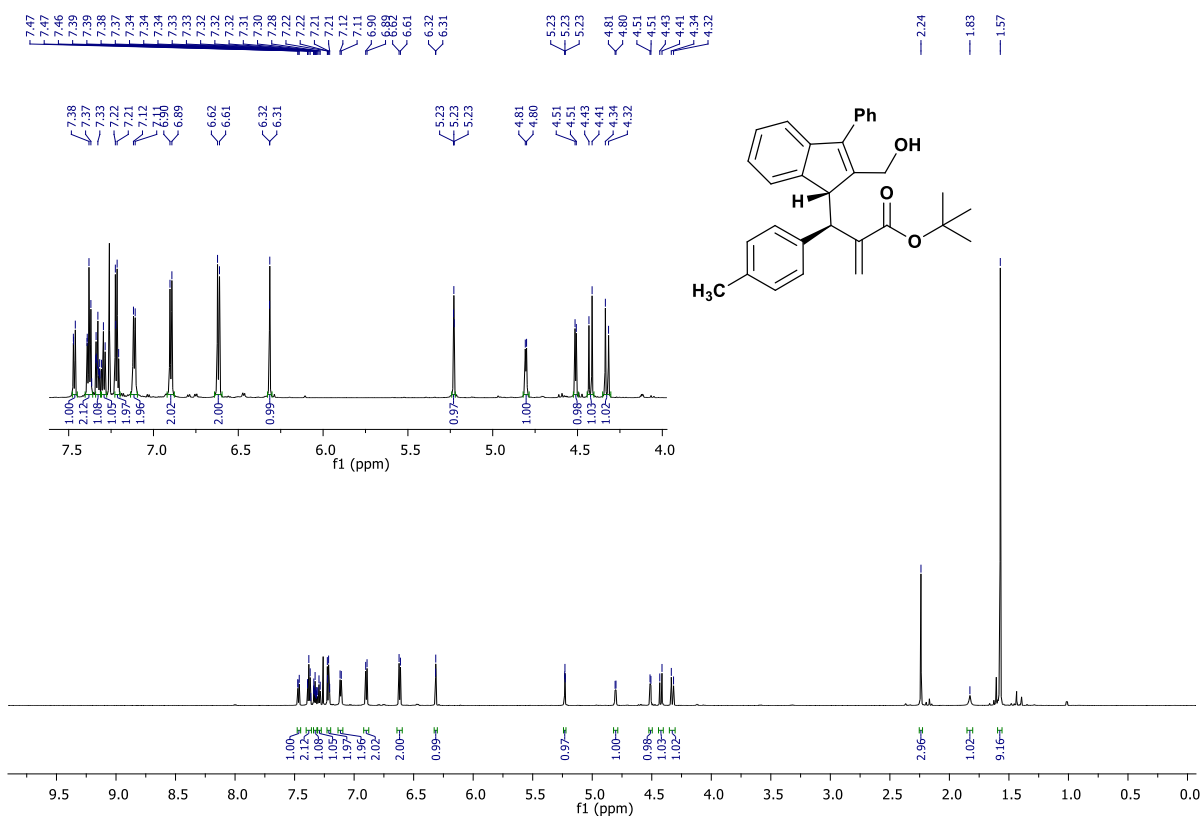 7.47 7.47 7.46 7.39 7.39 7.38 7.37 7.34 7.34 7.34 7.33 7.33 7.32 7.32 7.32 7.31 7.30 7.28 7.22 7.22 7.21 7.21 7.12 7.11 6.90 6.89 6.62 6.61 6.32 6.31 5.23 5.23 5.23 4.81 4.80 4.51 4.51 4.43 4.41 4.34 4.32 2.24 1.83 1.57
7.38 7.37 7.33 7.22 7.21 7.12 7.11 6.90 6.89 6.62 6.61 6.32 6.31 5.23 5.23 5.23 4.81 4.80 4.51 4.51 4.43 4.41 4.34 4.32
Ph
OH
H
O
O
H3C
1.00 2.12 1.08 1.05 1.97 1.96 2.02 2.00 0.99 0.97 1.00 0.98 1.03 1.02
7.5 7.0 6.5 6.0 5.5 5.0 4.5 4.0
f1 (ppm)
1.00 2.12 1.08 1.05 1.97 1.96 2.02 2.00 0.99 0.97 1.00 0.98 1.03 1.02 2.96 1.02 9.16
9.5 9.0 8.5 8.0 7.5 7.0 6.5 6.0 5.5 5.0 4.5 4.0 3.5 3.0 2.5 2.0 1.5 1.0 0.5 0.0
f1 (ppm)